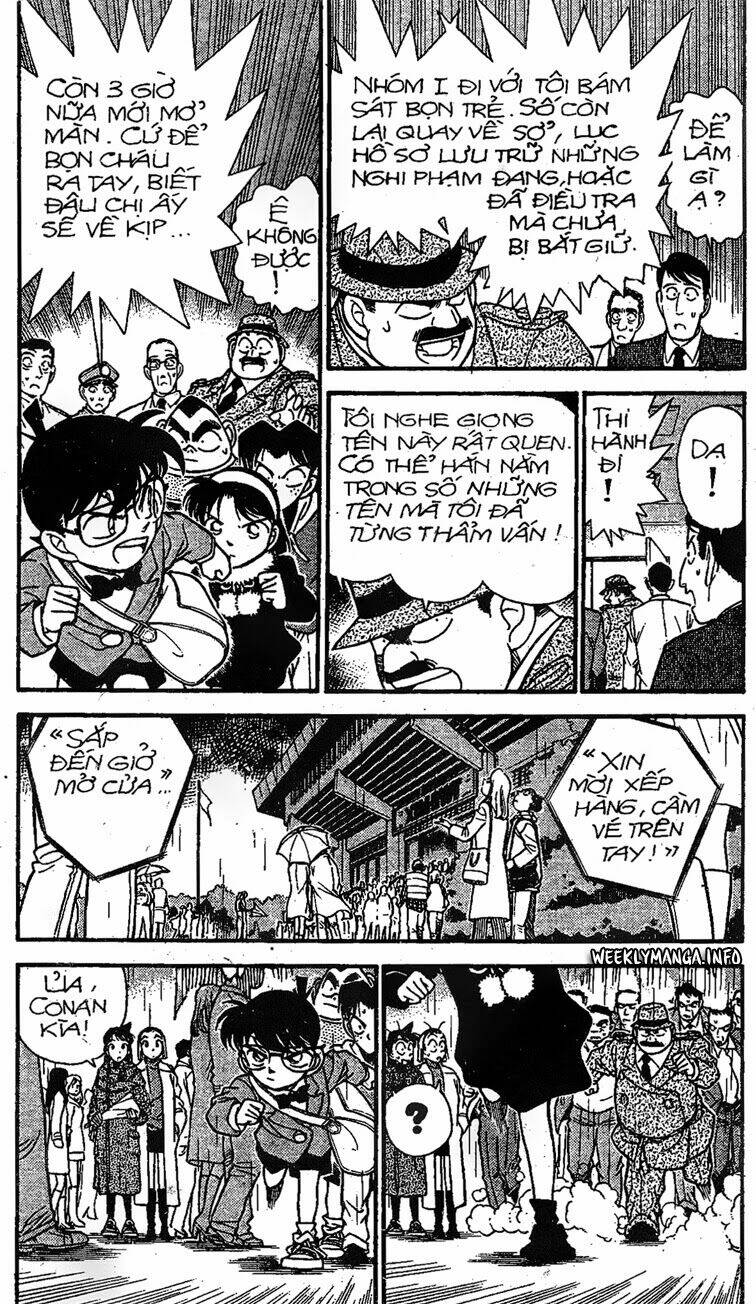 CÒN 3 GIỜ
NỮA MỚI MỞ
MÀN. CỨ ĐỂ
BỌN CHÁU
RA TAY, BIẾT
ĐÂU CHỊ ẤY
SẼ VỀ KỊP...
Ê
KHÔNG
ĐƯỢC
!
NHÓM I ĐI VỚI TÔI BÁM
SÁT BỌN TRẺ. SỐ CÒN
LẠI QUAY VỀ SỞ, LỤC
HỒ SƠ LƯU TRỮ NHỮNG
NGHI PHẠM ĐANG, HOẶC
ĐÃ ĐIỀU TRA
MÀ CHƯA
BỊ BẮT GIỮ.
ĐỂ
LÀM
GÌ
Ạ?
TÔI NGHE GIỌNG
TÊN NÀY RẤT QUEN.
CÓ THỂ HẮN NẰM
TRONG SỐ NHỮNG
TÊN MÀ TÔI ĐÃ
TỪNG THẨM VẤN!
THI
HÀNH
ĐI
!
DẠ
!
«SẮP
ĐẾN GIỜ
MỞ CỬA...»
«XIN
MỜI XẾP
HÀNG, CẦM
VÉ TRÊN
TAY!»
WEEKLYMANGA.INFO
ỦA,
CONAN
KÌA!
?